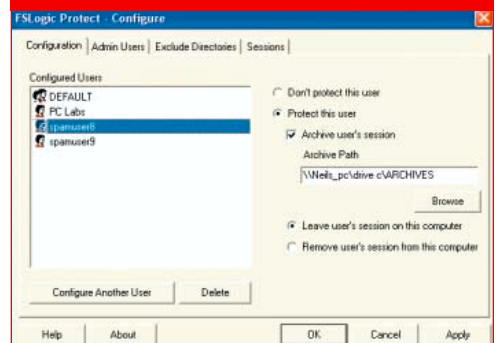 FSLogic Protect - Configure
Configuration
Admin Users
Exclude Directories
Sessions
Configured Users
DEFAULT
PC Labs
spamuser8
spamuser9
Configure Another User
Delete
Don't protect this user
Protect this user
Archive user's session
Archive Path
\\Neils_pc\drive c\ARCHIVES
Browse
Leave user's session on this computer
Remove user's session from this computer
Help
About
OK
Cancel
Apply